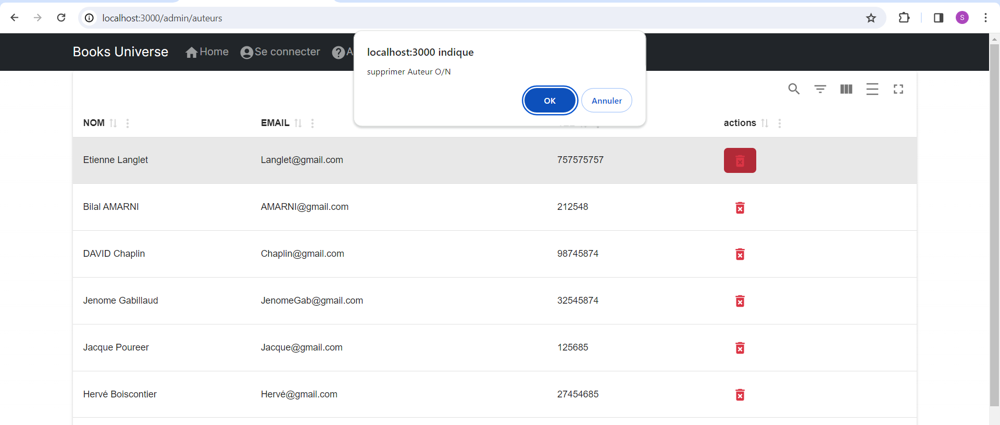 localhost:3000/admin/auteurs
S
Books Universe Home Se connecter
localhost:3000 indique
supprimer Auteur O/N
OK Annuler
NOM EMAIL actions
Etienne Langlet Langlet@gmail.com 757575757
Bilal AMARNI AMARNI@gmail.com 212548
DAVID Chaplin Chaplin@gmail.com 98745874
Jenome Gabillaud JenomeGab@gmail.com 32545874
Jacque Poureer Jacque@gmail.com 125685
Hervé Boiscontier Hervé@gmail.com 27454685